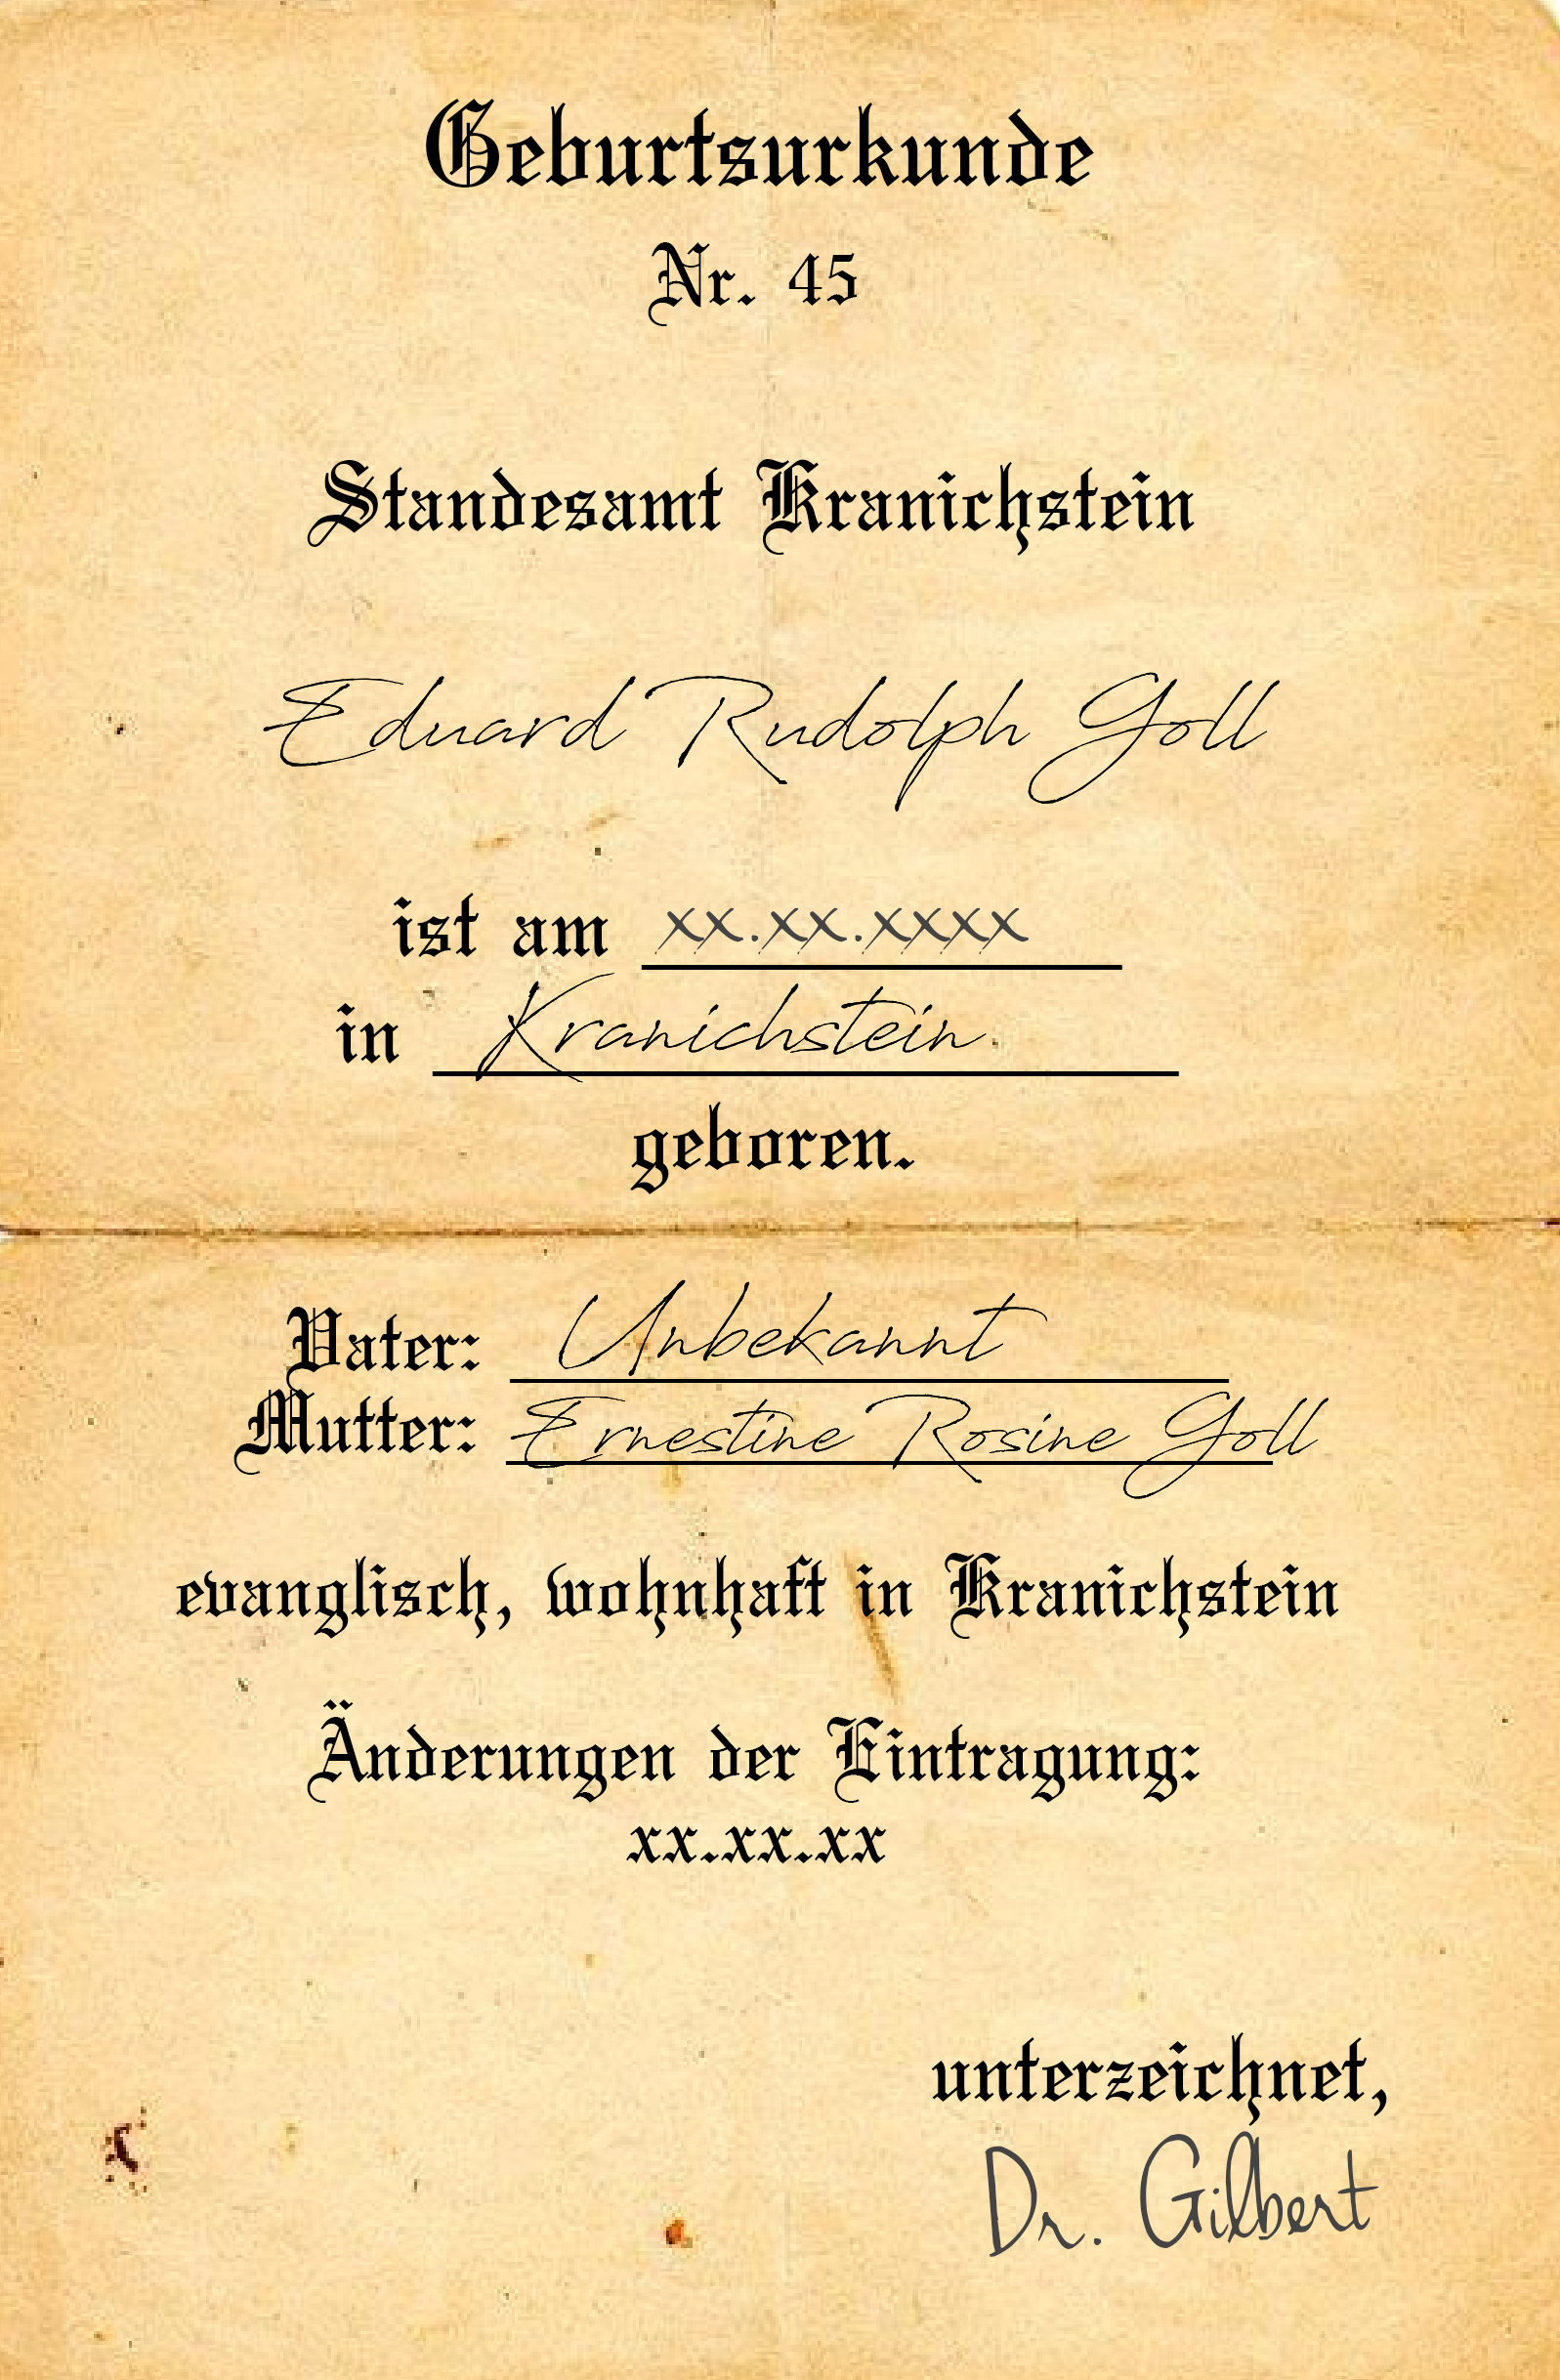 Geburtsurkunde
Nr. 45
Standesamt Kranichstein
Eduard Rudolph Goll
ist am xx.xx.xxxx
in Kranichstein.
geboren.
Vater: Unbekannt
Mutter: Ernestine Rosine Goll
evanglisch, wohnhaft in Kranichstein
Änderungen der Eintragung:
xx.xx.xx
unterzeichnet,
Dr. Gilbert